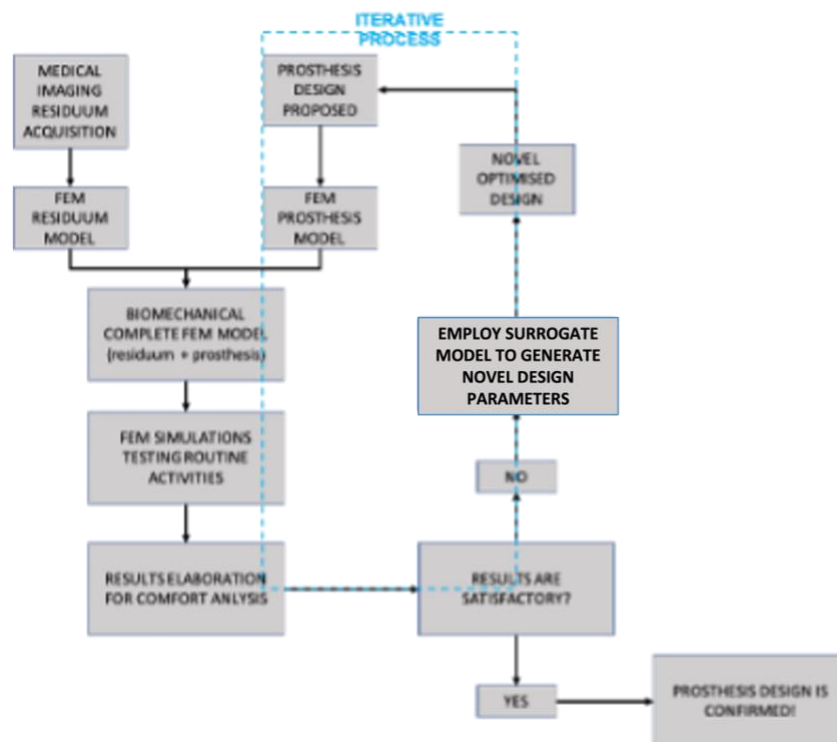 ITERATIVE
PROCESS
MEDICAL
IMAGING
RESIDUUM
ACQUISITION
PROSTHESIS
DESIGN
PROPOSED
NOVEL
OPTIMISED
DESIGN
FEM
RESIDUUM
MODEL
FEM
PROSTHESIS
MODEL
BIOMECHANICAL
COMPLETE FEM MODEL
(residuum + prosthesis)
EMPLOY SURROGATE
MODEL TO GENERATE
NOVEL DESIGN
PARAMETERS
FEM SIMULATIONS
TESTING ROUTINE
ACTIVITIES
NO
RESULTS ELABORATION
FOR COMFORT ANLYSIS
RESULTS ARE
SATISFACTORY?
YES
PROSTHESIS DESIGN IS
CONFIRMED!